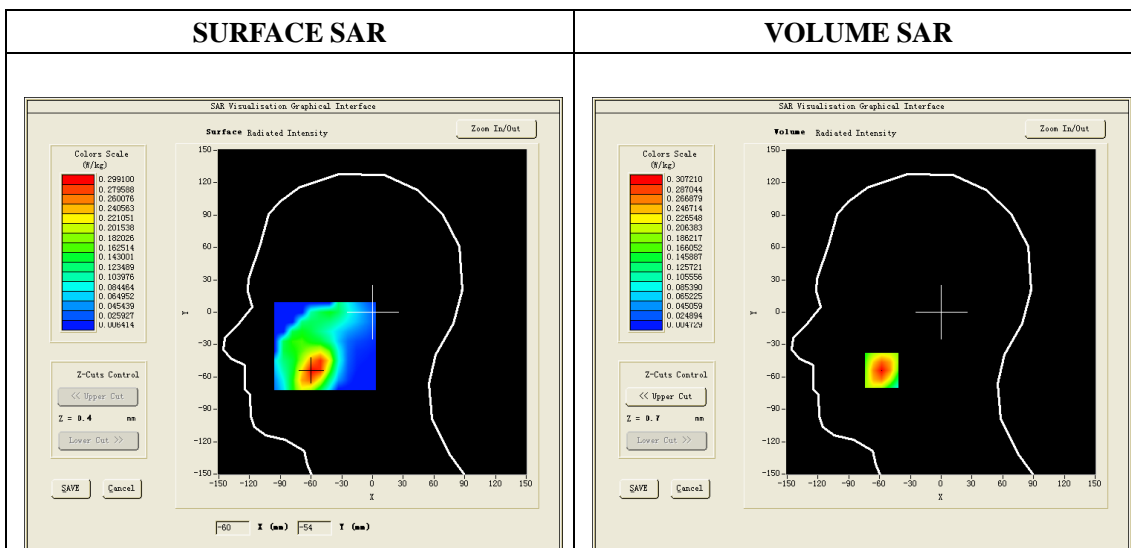 SURFACE SAR
SAR Visualisation Graphical Interface
Surface Radiated Intensity
Zoom In/Out
Colors Scale
(W/kg)
0.299100
0.279588
0.260076
0.240563
0.221051
0.201538
0.182026
0.162514
0.143001
0.123489
0.103976
0.084464
0.064952
0.045439
0.025927
0.006414
150
120
90
60
30
0
-30
-60
-90
-120
-150
Y
-150 -120 -90 -60 -30 0 30 60 90 120 150
X
Z-Cuts Control
<< Upper Cut
Z = 0.4 mm
Lower Cut >>
SAVE Cancel
-60 X (mm) -54 Y (mm)
VOLUME SAR
SAR Visualisation Graphical Interface
Volume Radiated Intensity
Zoom In/Out
Colors Scale
(W/kg)
0.307210
0.287044
0.266879
0.246714
0.226548
0.206383
0.186217
0.166052
0.145887
0.125721
0.105556
0.085390
0.065225
0.045059
0.024894
0.004729
150
120
90
60
30
0
-30
-60
-90
-120
-150
Y
-150 -120 -90 -60 -30 0 30 60 90 120 150
X
Z-Cuts Control
<< Upper Cut
Z = 0.7 mm
Lower Cut >>
SAVE Cancel